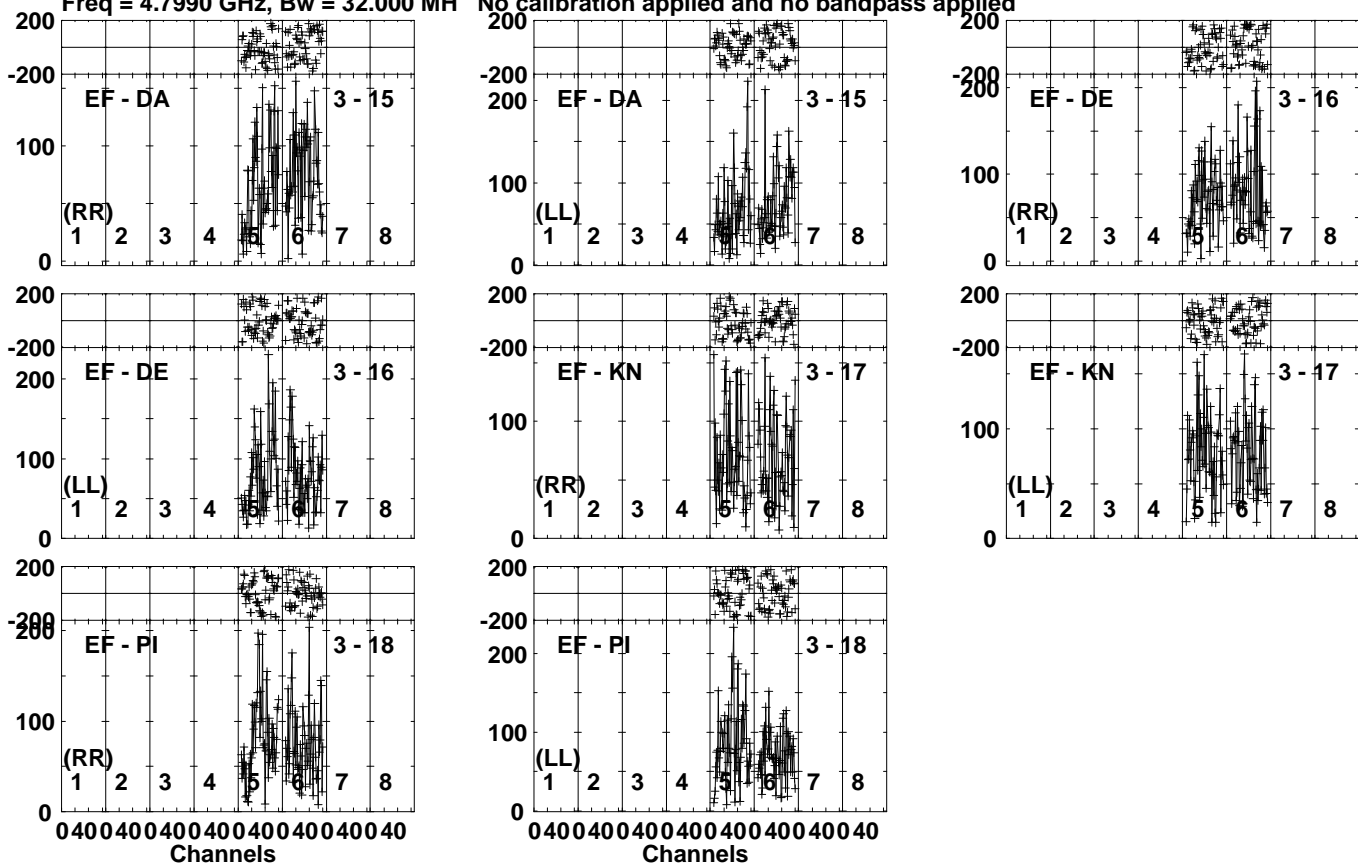 Freq = 4.7990 GHz, Bw = 32.000 MH No calibration applied and no bandpass applied
200
-200
EF - DA 3 - 15
100
(RR)
1 2 3 4 5 6 7 8
0
EF - DA 3 - 15
200
100
(LL)
1 2 3 4 5 6 7 8
0
200
-200
200
EF - DE 3 - 16
100
(RR)
1 2 3 4 5 6 7 8
0
200
-200
EF - DE 3 - 16
200
100
(LL)
1 2 3 4 5 6 7 8
0
200
-200
EF - KN 3 - 17
100
(RR)
1 2 3 4 5 6 7 8
0
200
-200
EF - KN 3 - 17
100
(LL)
1 2 3 4 5 6 7 8
0
200
-200
200
EF - PI 3 - 18
100
(RR)
1 2 3 4 5 6 7 8
0
0 40 0 40 0 40 0 40 0 40 0 40 0 40 0 40
Channels
200
-200
EF - PI 3 - 18
200
100
(LL)
1 2 3 4 5 6 7 8
0
0 40 0 40 0 40 0 40 0 40 0 40 0 40 0 40
Channels